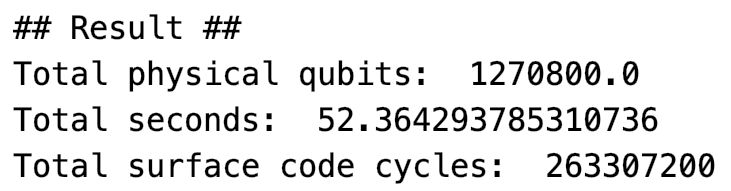 ## Result ##
Total physical qubits:  1270800.0
Total seconds:  52.364293785310736
Total surface code cycles:  263307200